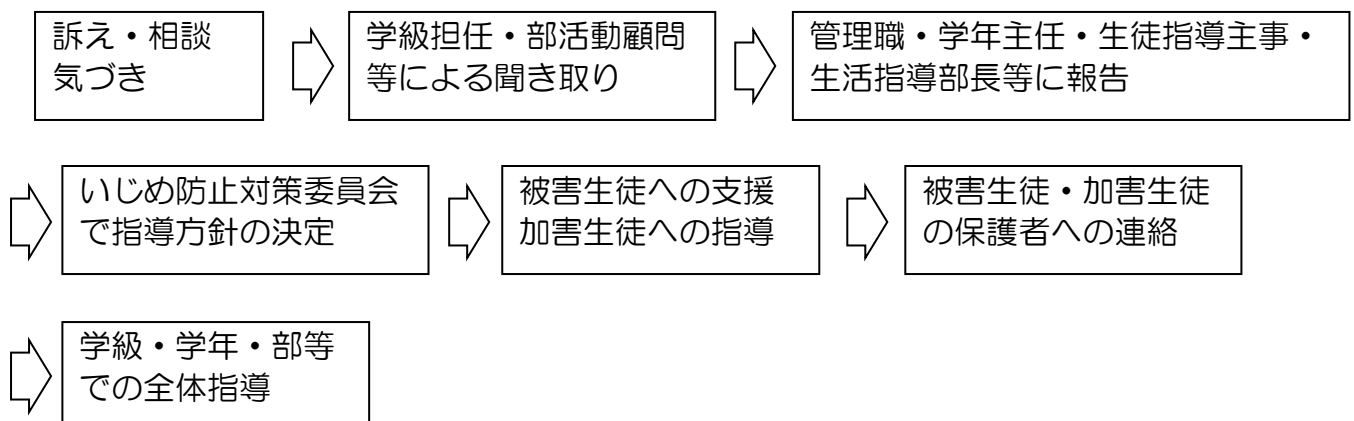 訴え・相談
気づき
学級担任・部活動顧問
等による聞き取り
管理職・学年主任・生徒指導主事・
生活指導部長等に報告
いじめ防止対策委員会
で指導方針の決定
被害生徒への支援
加害生徒への指導
被害生徒・加害生徒
の保護者への連絡
学級・学年・部等
での全体指導